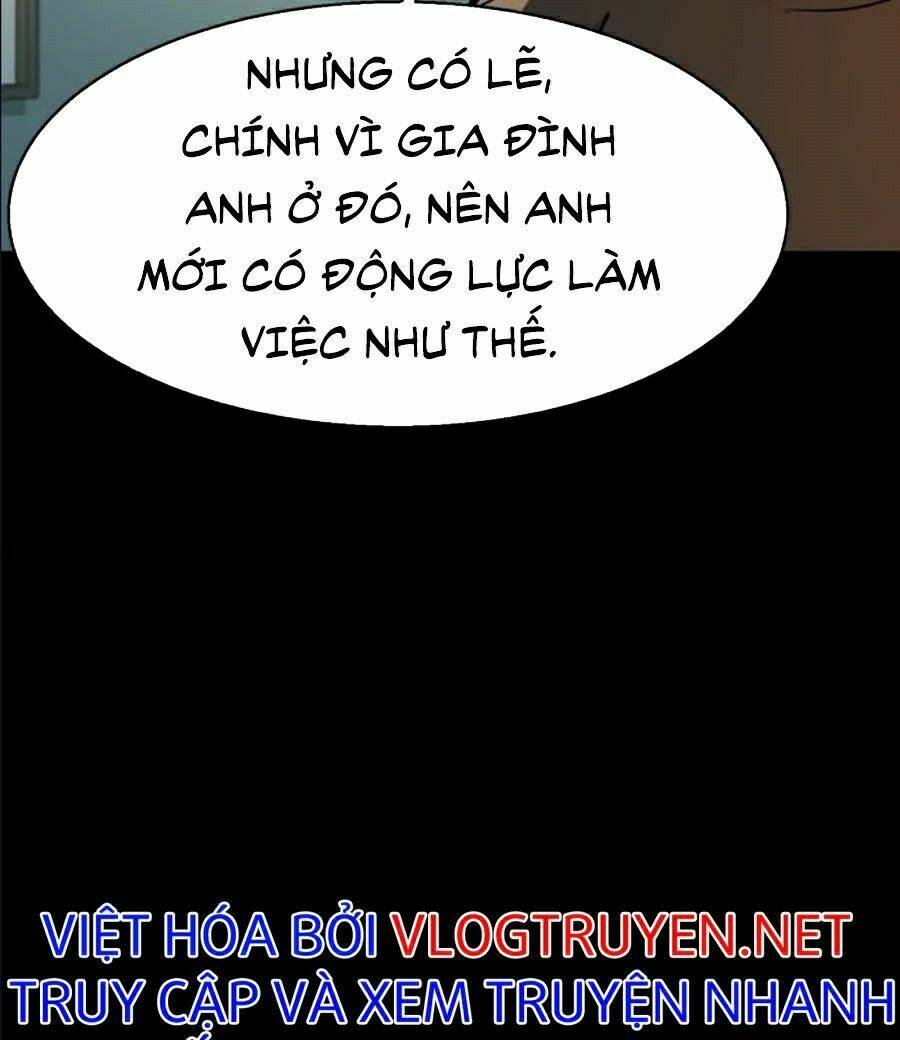 NHƯNG CÓ LẼ,
CHÍNH VÌ GIA ĐÌNH
ANH Ở ĐÓ, NÊN ANH
MỚI CÓ ĐỘNG LỰC LÀM
VIỆC NHƯ THẾ.
VIỆT HÓA BỞI VLOGTRUYEN.NET
TRUY CẬP VÀ XEM TRUYỆN NHANH